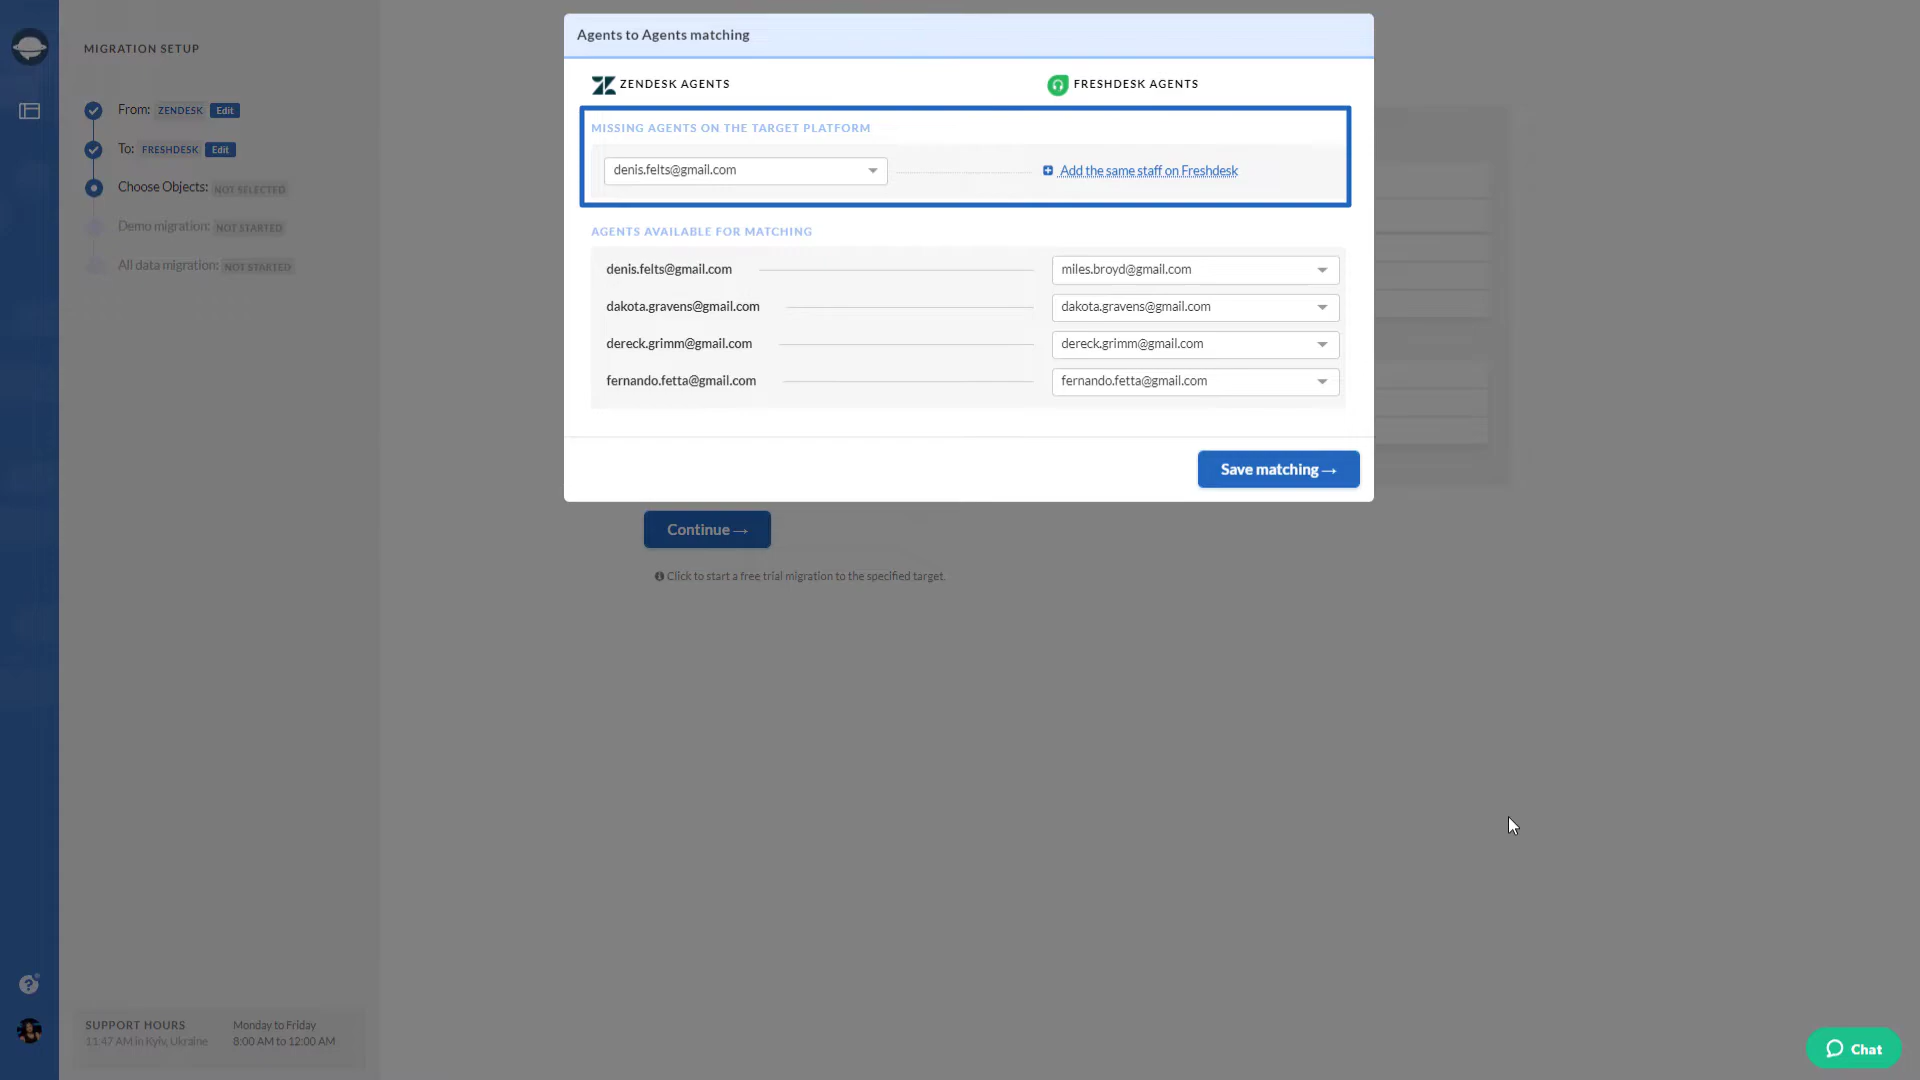 MIGRATION SETUP
From: ZENDESK Edit
To: FRESHDESK Edit
Choose Objects: NOT SELECTED
Demo migration: NOT STARTED
All data migration: NOT STARTED
SUPPORT HOURS
11:47 AM in Kyiv, Ukraine
Monday to Friday
8:00 AM to 12:00 AM
Agents to Agents matching
ZENDESK AGENTS
FRESHDESK AGENTS
MISSING AGENTS ON THE TARGET PLATFORM
denis.felts@gmail.com
Add the same staff on Freshdesk
AGENTS AVAILABLE FOR MATCHING
denis.felts@gmail.com
miles.broyd@gmail.com
dakota.gravens@gmail.com
dakota.gravens@gmail.com
dereck.grimm@gmail.com
dereck.grimm@gmail.com
fernando.fetta@gmail.com
fernando.fetta@gmail.com
Save matching→
Continue→
Click to start a free trial migration to the specified target.
Chat